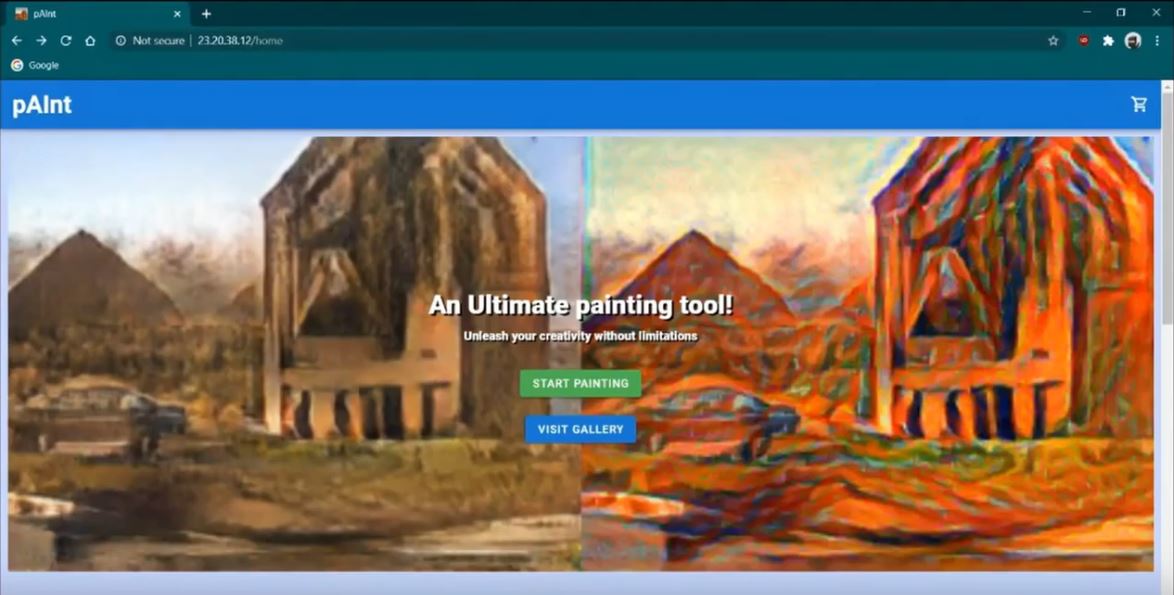 pAInt
Not secure | 23.20.38.12/home
Google
pAInt
An Ultimate painting tool!
Unleash your creativity without limitations
START PAINTING
VISIT GALLERY